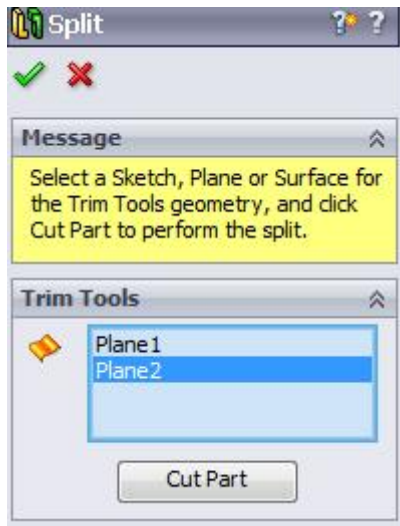 Split
Message
Select a Sketch, Plane or Surface for
the Trim Tools geometry, and click
Cut Part to perform the split.
Trim Tools
Plane1
Plane2
Cut Part